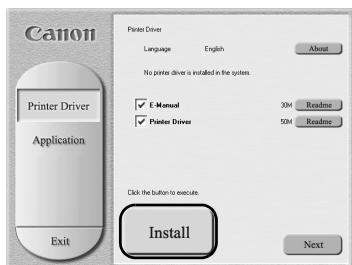 Canon
Printer Driver
Application
Exit
Printer Driver
Language English About
No printer driver is installed in the system.
E-Manual 30M Readme
Printer Driver 50M Readme
Click the button to execute.
Install
Next